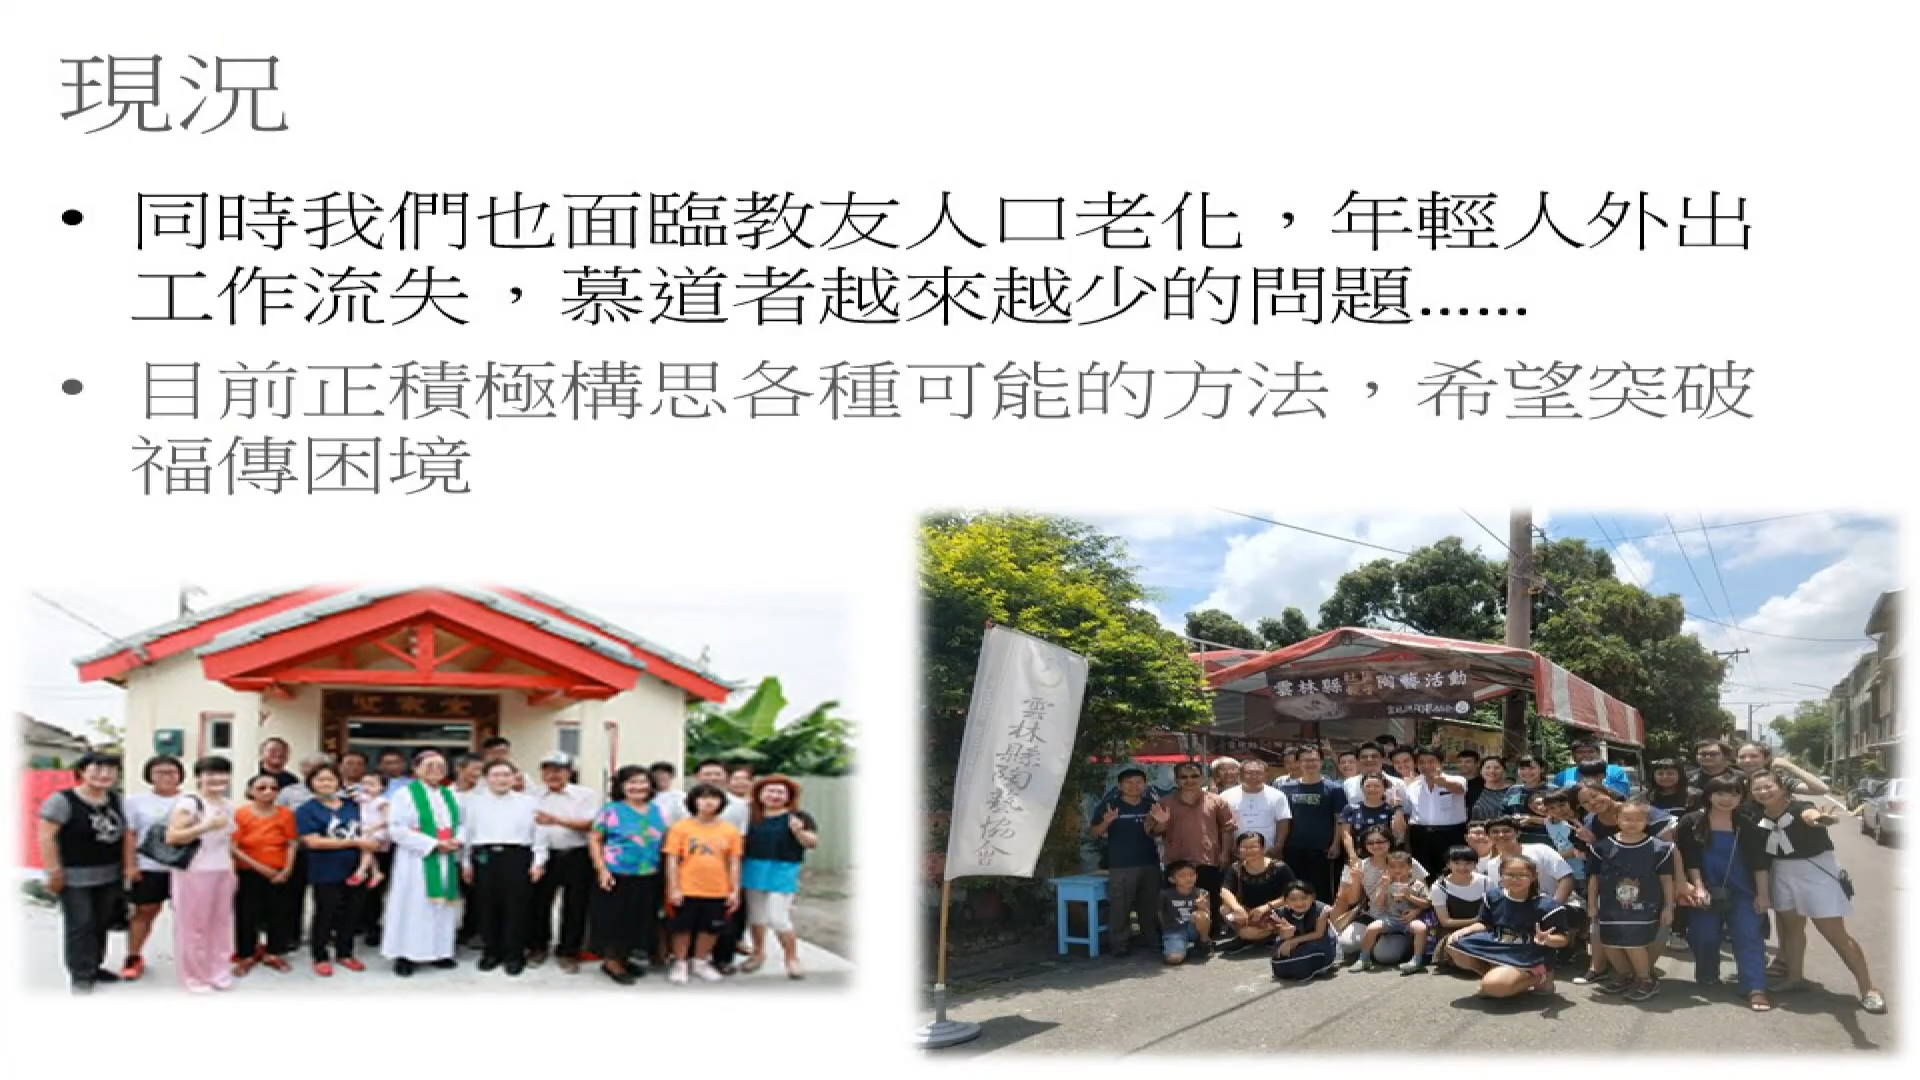 現況
• 同時我們也面臨教友人口老化，年輕人外出
工作流失，慕道者越來越少的問題......
• 目前正積極構思各種可能的方法，希望突破
福傳困境
雲林縣陶藝協會
雲林縣 陶藝活動